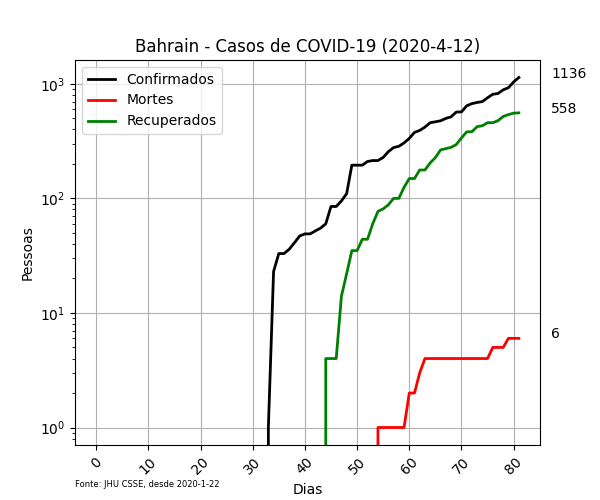 Bahrain - Casos de COVID-19 (2020-4-12)
Confirmados
Mortes
Recuperados
1136
558
6
Pessoas
10³
10²
10¹
10⁰
0 10 20 30 40 50 60 70 80
Dias
Fonte: JHU CSSE, desde 2020-1-22